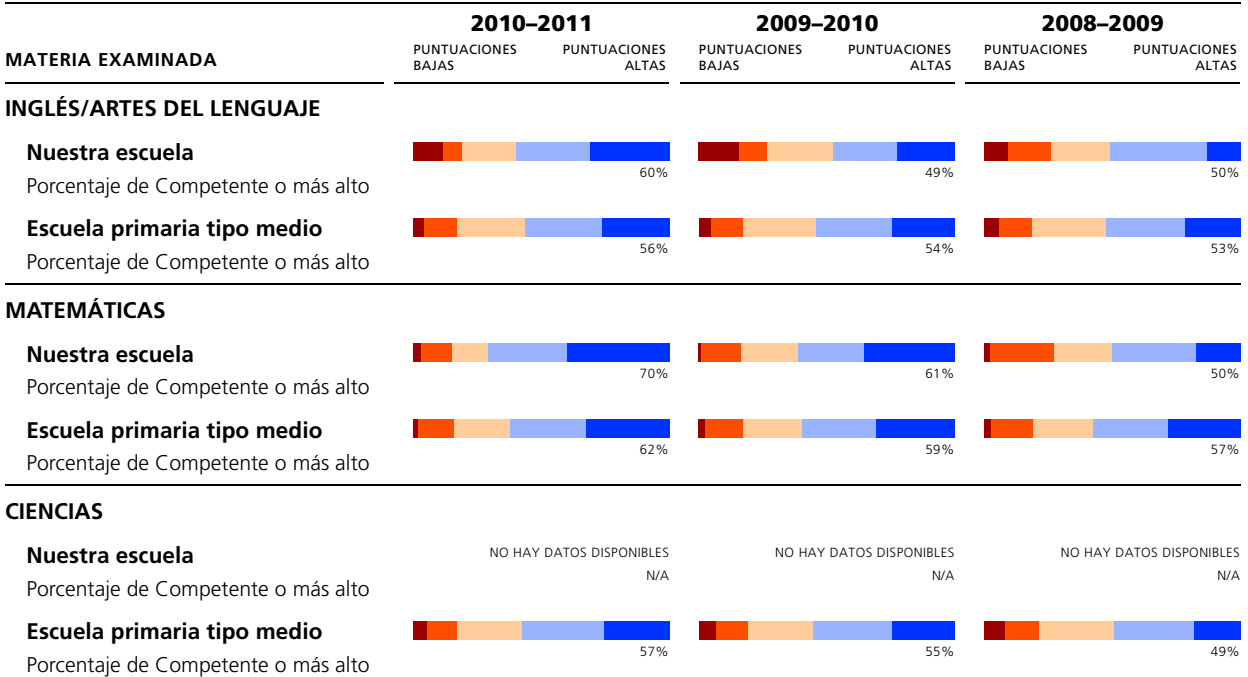 2010–2011 2009–2010 2008–2009
MATERIA EXAMINADA PUNTUACIONES BAJAS PUNTUACIONES ALTAS PUNTUACIONES BAJAS PUNTUACIONES ALTAS PUNTUACIONES BAJAS PUNTUACIONES ALTAS
INGLÉS/ARTES DEL LENGUAJE
Nuestra escuela
Porcentaje de Competente o más alto 60% 49% 50%
Escuela primaria tipo medio
Porcentaje de Competente o más alto 56% 54% 53%
MATEMÁTICAS
Nuestra escuela
Porcentaje de Competente o más alto 70% 61% 50%
Escuela primaria tipo medio
Porcentaje de Competente o más alto 62% 59% 57%
CIENCIAS
Nuestra escuela NO HAY DATOS DISPONIBLES NO HAY DATOS DISPONIBLES NO HAY DATOS DISPONIBLES
Porcentaje de Competente o más alto N/A N/A N/A
Escuela primaria tipo medio
Porcentaje de Competente o más alto 57% 55% 49%